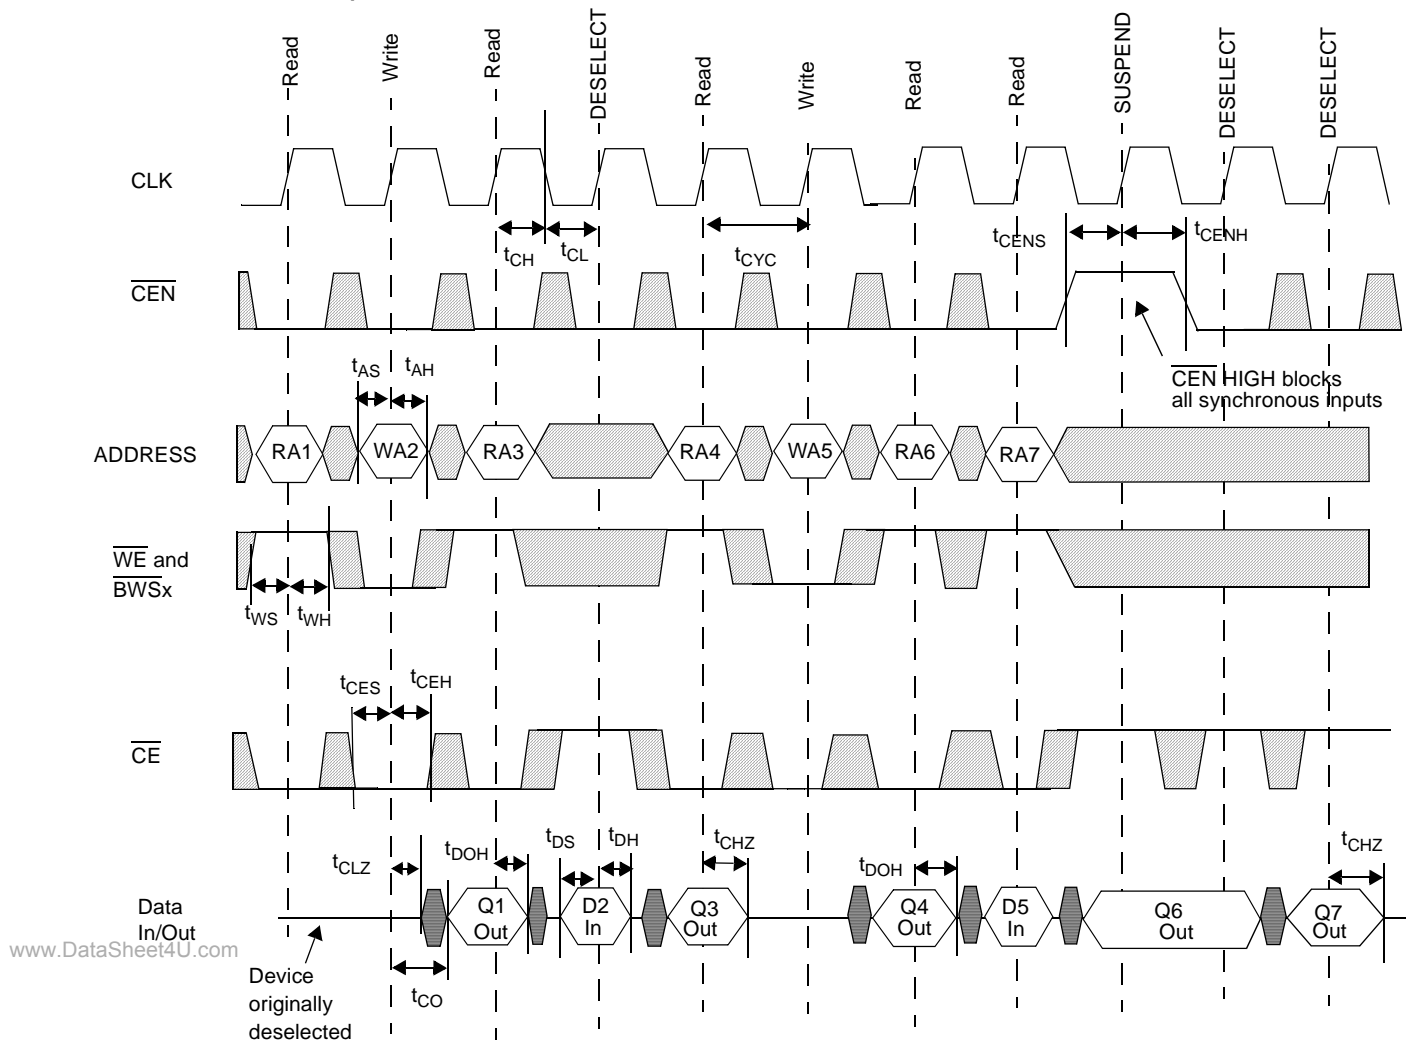 Read
Write
Read
DESELECT
Read
Write
Read
Read
SUSPEND
DESELECT
DESELECT
CLK
tCH
tCL
tCYC
tCENS
tCENH
CEN
CEN HIGH blocks
all synchronous inputs
tAS
tAH
ADDRESS
RA1
WA2
RA3
RA4
WA5
RA6
RA7
WE and
BWSx
tWS
tWH
tCES
tCEH
CE
tCLZ
tDOH
tDS
tDH
tCHZ
tDOH
tCHZ
Data
In/Out
Q1
Out
D2
In
Q3
Out
Q4
Out
D5
In
Q6
Out
Q7
Out
www.DataSheet4U.com
Device
originally
deselected
tCO